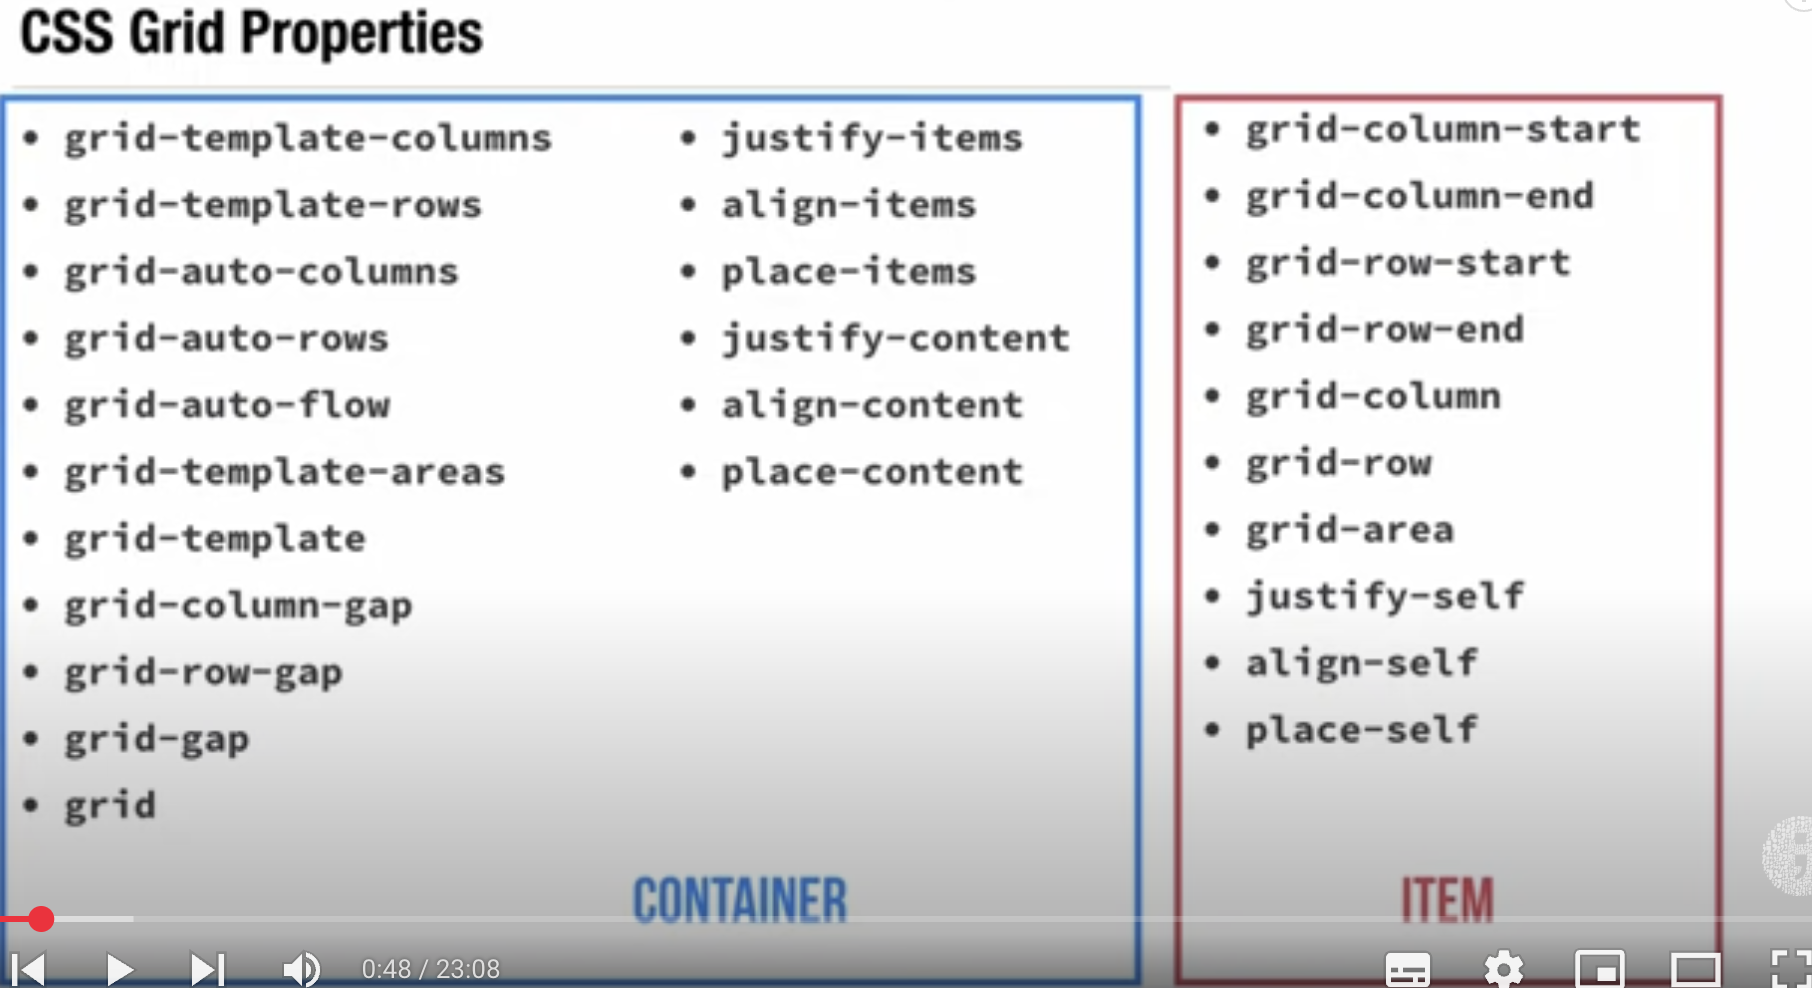 CSS Grid Properties
• grid-template-columns
• grid-template-rows
• grid-auto-columns
• grid-auto-rows
• grid-auto-flow
• grid-template-areas
• grid-template
• grid-column-gap
• grid-row-gap
• grid-gap
• grid
• justify-items
• align-items
• place-items
• justify-content
• align-content
• place-content
CONTAINER
• grid-column-start
• grid-column-end
• grid-row-start
• grid-row-end
• grid-column
• grid-row
• grid-area
• justify-self
• align-self
• place-self
ITEM
0:48 / 23:08